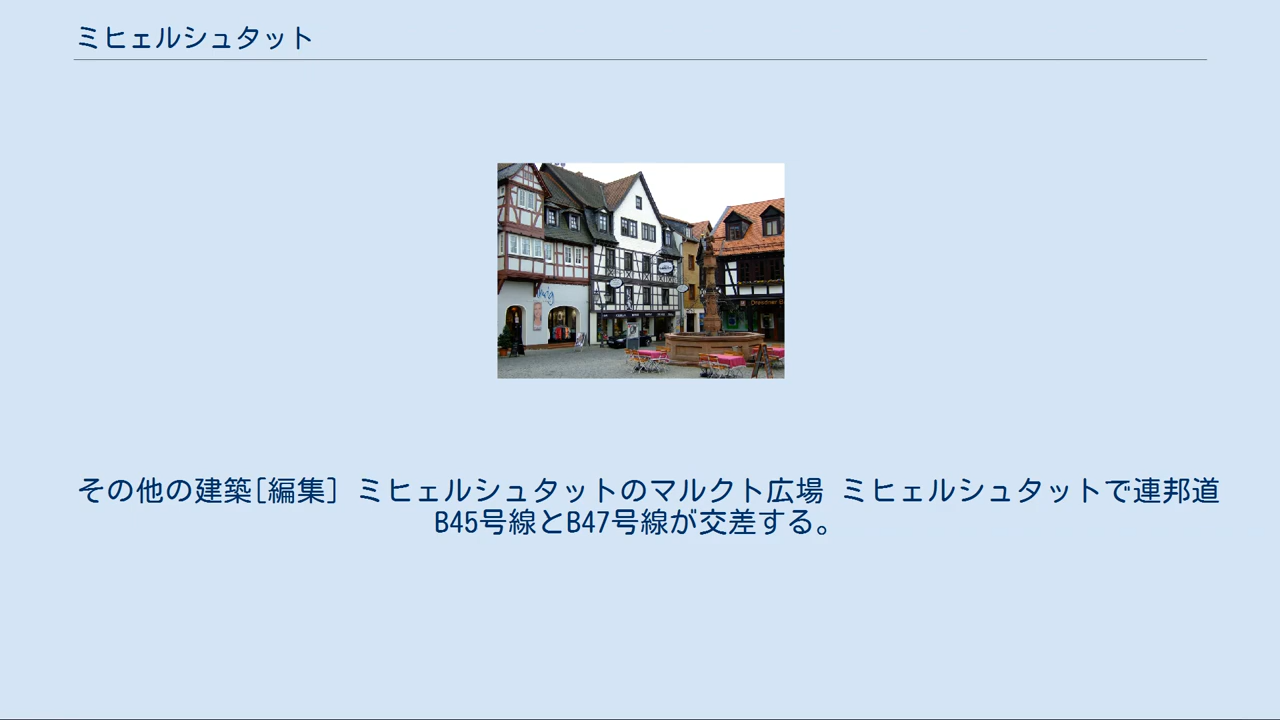 ミヒェルシュタット
その他の建築[編集] ミヒェルシュタットのマルクト広場 ミヒェルシュタットで連邦道
B45号線とB47号線が交差する。